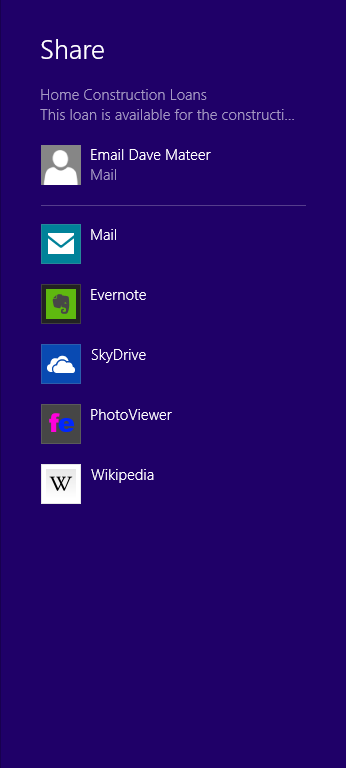 Share
Home Construction Loans
This loan is available for the constructi...
Email Dave Mateer
Mail
Mail
Evernote
SkyDrive
fe
PhotoViewer
W
Wikipedia